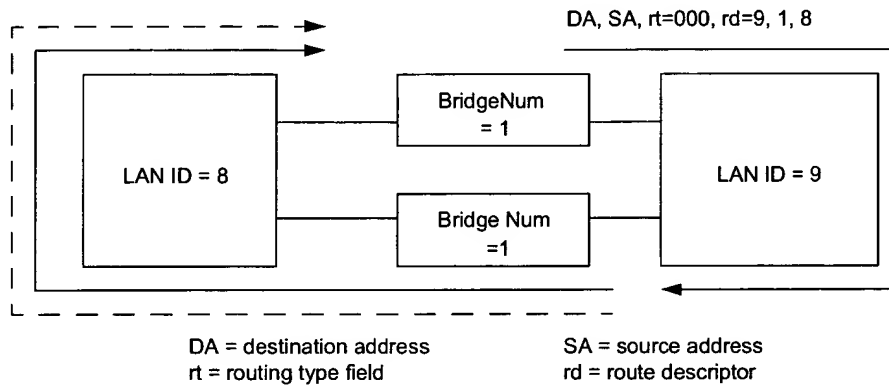 DA, SA, rt=000, rd=9, 1, 8
BridgeNum
= 1
LAN ID = 8
LAN ID = 9
Bridge Num
=1
DA = destination address
SA = source address
rt = routing type field
rd = route descriptor